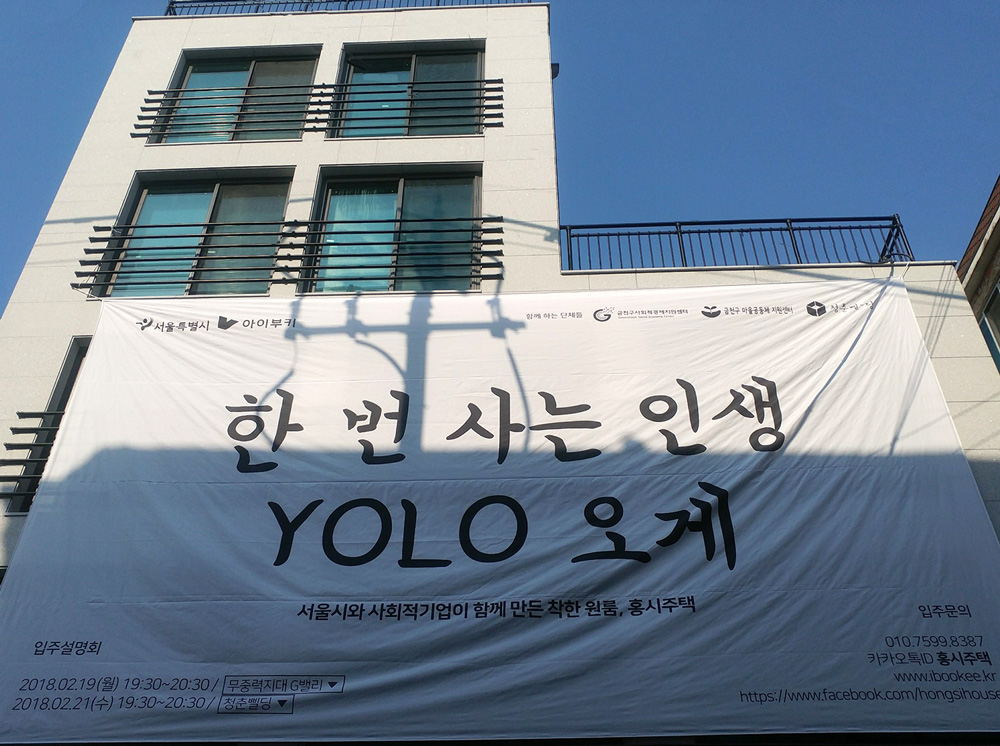 서울특별시 아이부키
함께 하는 단체들 금천구사회적경제지원센터 금천구 마을공동체 지원센터
한 번 사는 인생
YOLO 오게
서울시와 사회적기업이 함께 만든 착한 원룸, 홍시주택
입주설명회
2018.02.19(월) 19:30~20:30 / 무중력지대 G밸리 ▼
2018.02.21(수) 19:30~20:30 / 청춘삘딩 ▼
입주문의
010.7599.8387
카카오톡ID 홍시주택
www.ibookee.kr
https://www.facebook.com/hongsihouse